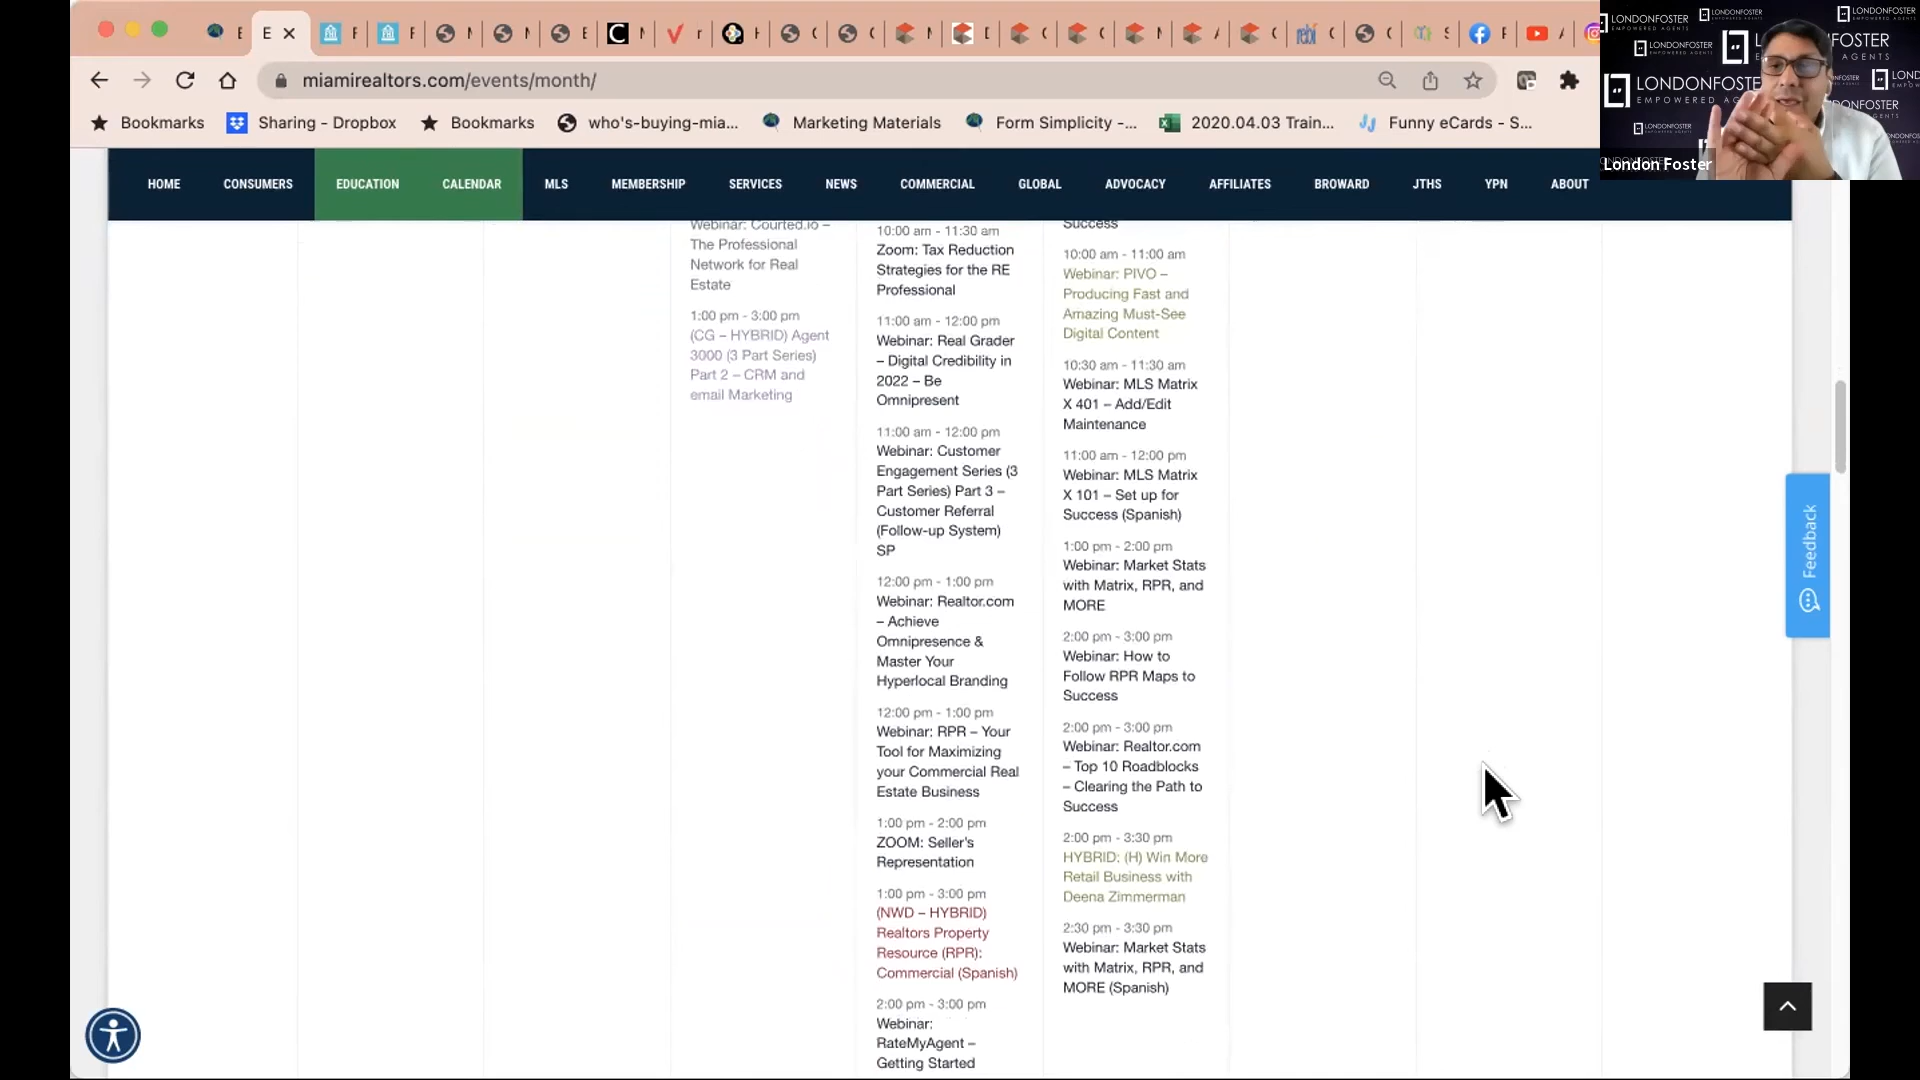 E
E
F
F
N
N
E
N
r
H
C
C
N
D
C
C
N
A
C
rebi
C
C
S
F
miamirealtors.com/events/month/
Bookmarks
Sharing - Dropbox
Bookmarks
who's-buying-mia...
Marketing Materials
Form Simplicity -...
2020.04.03 Train...
Funny eCards - S...
LONDONFOSTER
EMPOWERED AGENTS
London Foster
HOME
CONSUMERS
EDUCATION
CALENDAR
MLS
MEMBERSHIP
SERVICES
NEWS
COMMERCIAL
GLOBAL
ADVOCACY
AFFILIATES
BROWARD
JTHS
YPN
ABOUT
Webinar: Courted.io –
The Professional
Network for Real
Estate
1:00 pm - 3:00 pm
(CG – HYBRID) Agent
3000 (3 Part Series)
Part 2 – CRM and
email Marketing
10:00 am - 11:30 am
Zoom: Tax Reduction
Strategies for the RE
Professional
11:00 am - 12:00 pm
Webinar: Real Grader
– Digital Credibility in
2022 – Be
Omnipresent
11:00 am - 12:00 pm
Webinar: Customer
Engagement Series (3
Part Series) Part 3 –
Customer Referral
(Follow-up System)
SP
12:00 pm - 1:00 pm
Webinar: Realtor.com
– Achieve
Omnipresence &
Master Your
Hyperlocal Branding
12:00 pm - 1:00 pm
Webinar: RPR – Your
Tool for Maximizing
your Commercial Real
Estate Business
1:00 pm - 2:00 pm
ZOOM: Seller's
Representation
1:00 pm - 3:00 pm
(NWD – HYBRID)
Realtors Property
Resource (RPR):
Commercial (Spanish)
2:00 pm - 3:00 pm
Webinar:
RateMyAgent –
Getting Started
Success
10:00 am - 11:00 am
Webinar: PIVO –
Producing Fast and
Amazing Must-See
Digital Content
10:30 am - 11:30 am
Webinar: MLS Matrix
X 401 – Add/Edit
Maintenance
11:00 am - 12:00 pm
Webinar: MLS Matrix
X 101 – Set up for
Success (Spanish)
1:00 pm - 2:00 pm
Webinar: Market Stats
with Matrix, RPR, and
MORE
2:00 pm - 3:00 pm
Webinar: How to
Follow RPR Maps to
Success
2:00 pm - 3:00 pm
Webinar: Realtor.com
– Top 10 Roadblocks
– Clearing the Path to
Success
2:00 pm - 3:30 pm
HYBRID: (H) Win More
Retail Business with
Deena Zimmerman
2:30 pm - 3:30 pm
Webinar: Market Stats
with Matrix, RPR, and
MORE (Spanish)
Feedback